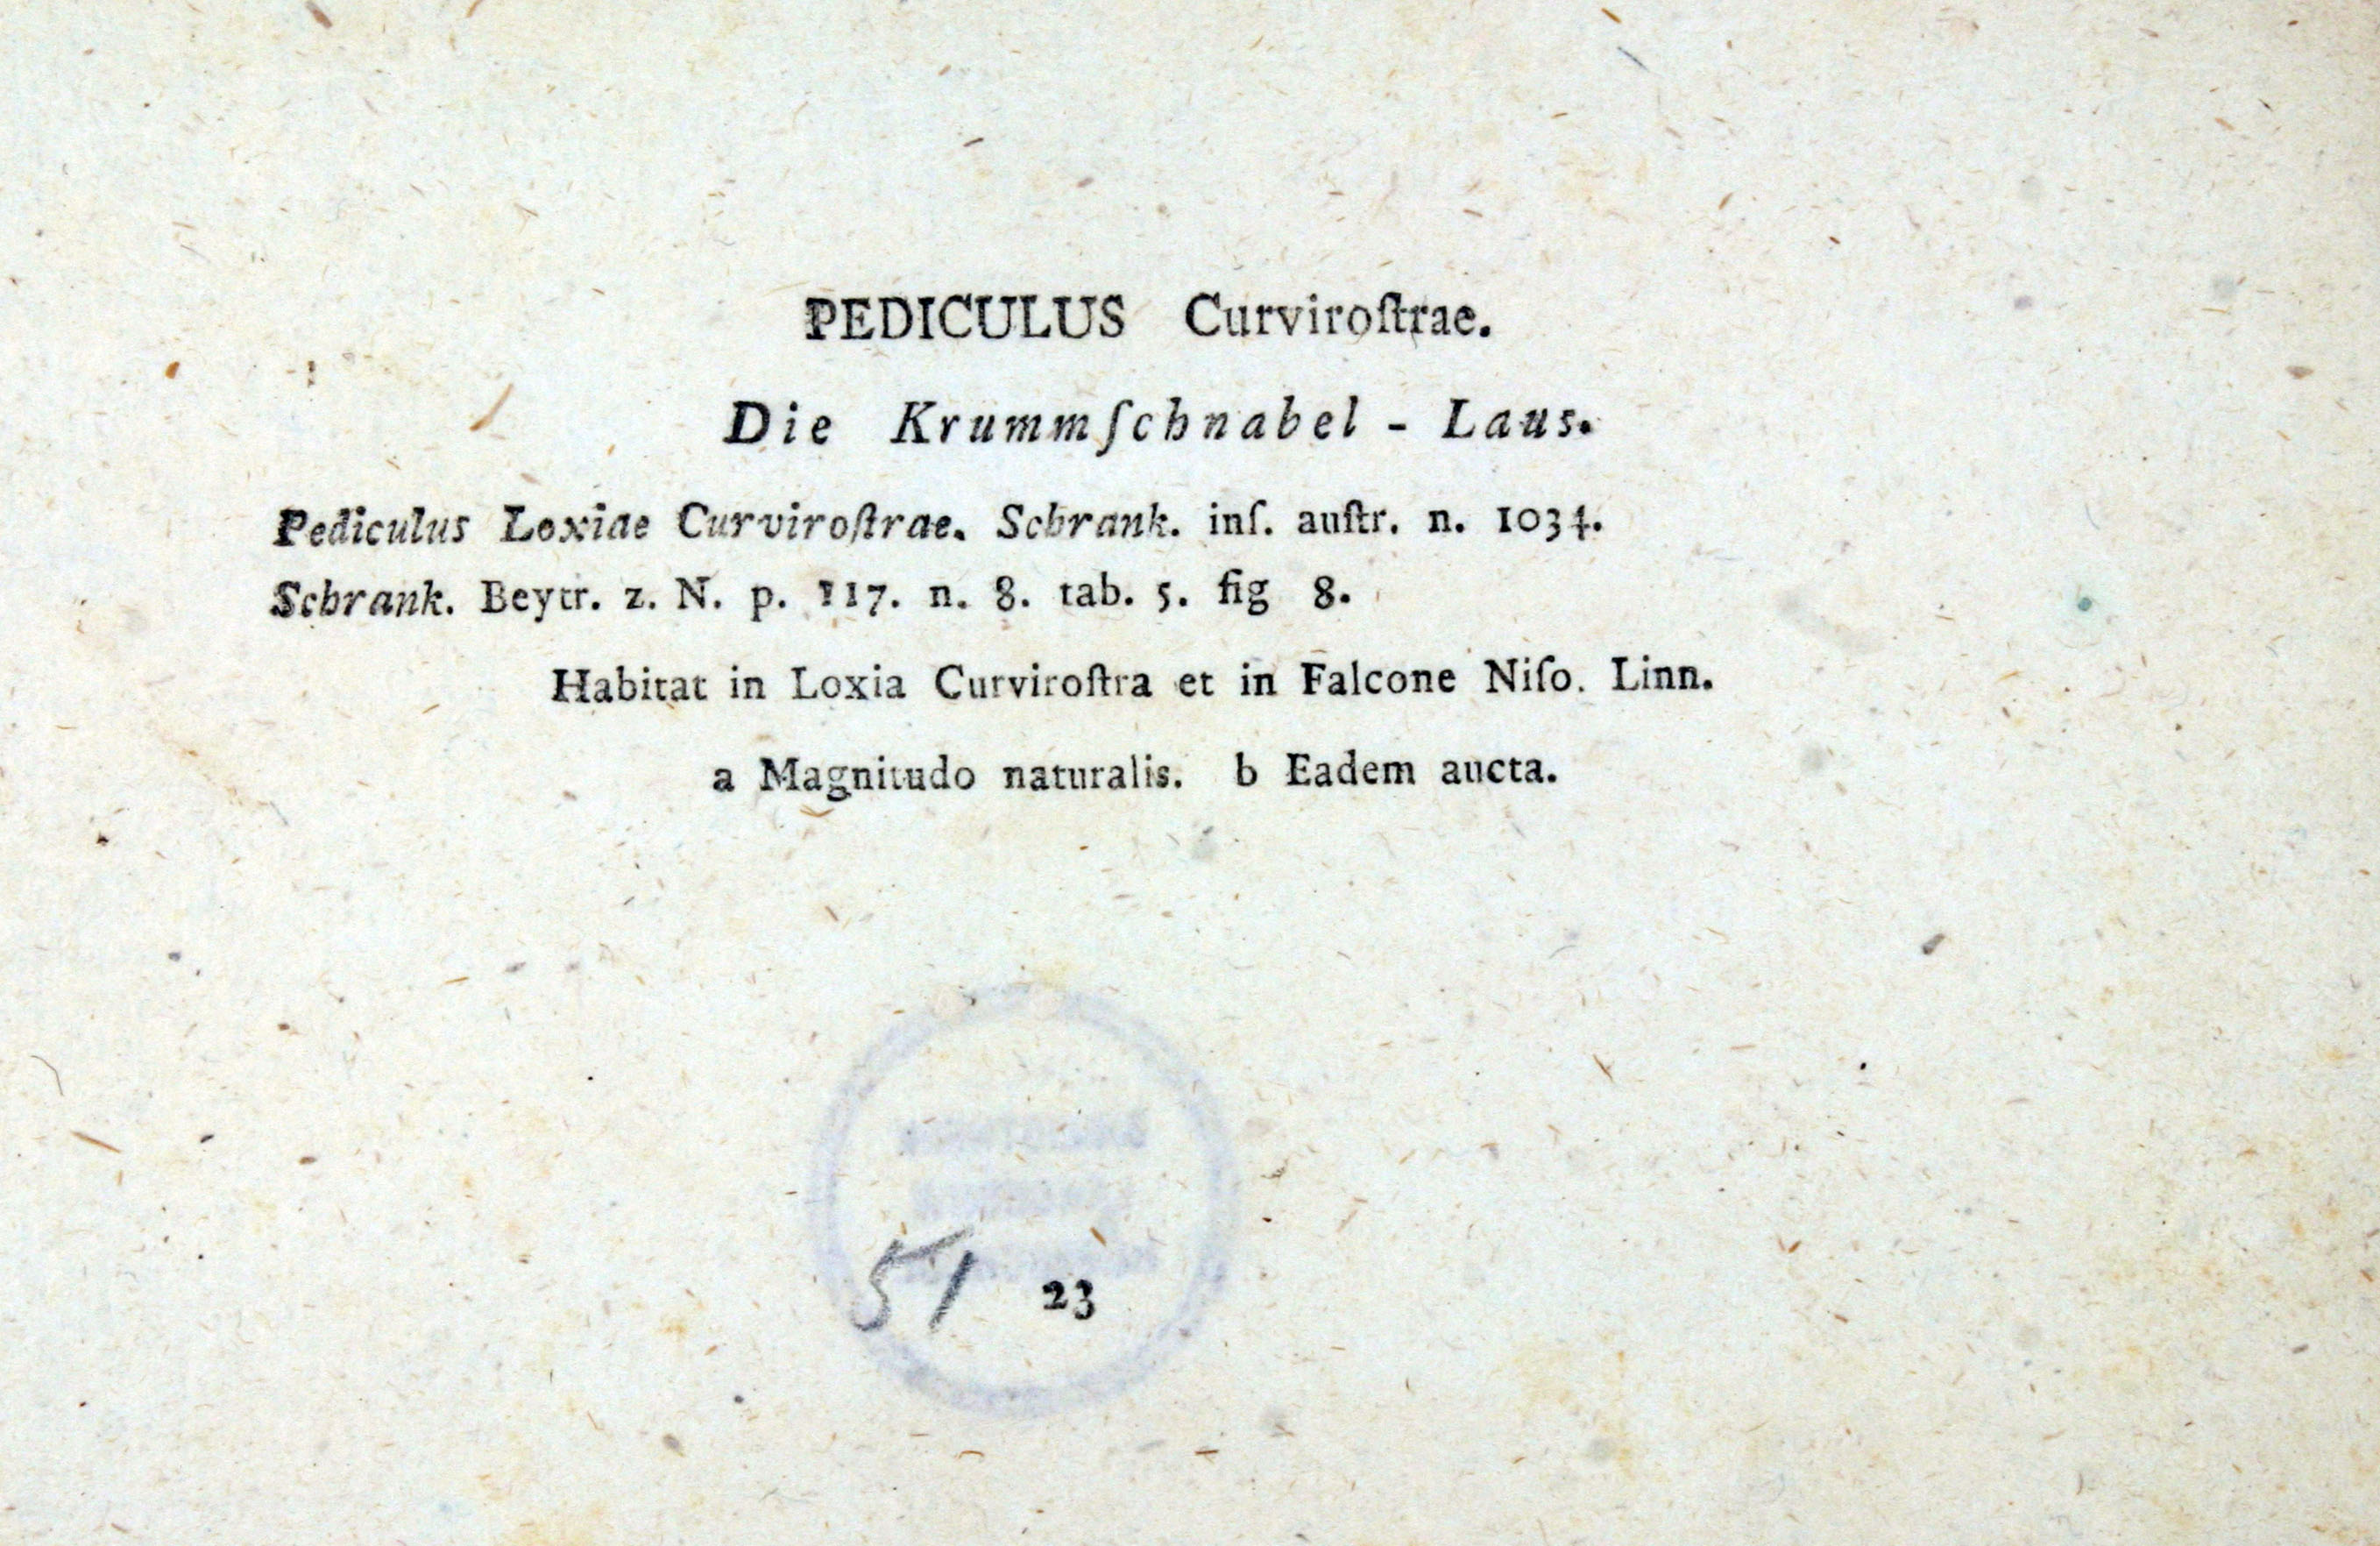 PEDICULUS Curviroſtrae.
Die Krummſchnabel - Laus.
Pediculus Loxiae Curviroſtrae. Schrank. inſ. auſtr. n. 1034.
Schrank. Beytr. z. N. p. 117. n. 8. tab. 5. fig 8.
Habitat in Loxia Curviroſtra et in Falcone Niſo. Linn.
a Magnitudo naturalis. b Eadem aucta.
51 23